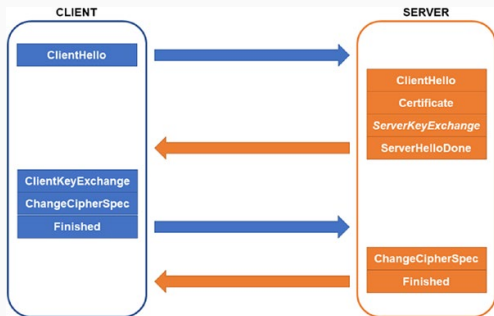 CLIENT
SERVER
ClientHello
ClientHello
Certificate
ServerKeyExchange
ServerHelloDone
ClientKeyExchange
ChangeCipherSpec
Finished
ChangeCipherSpec
Finished